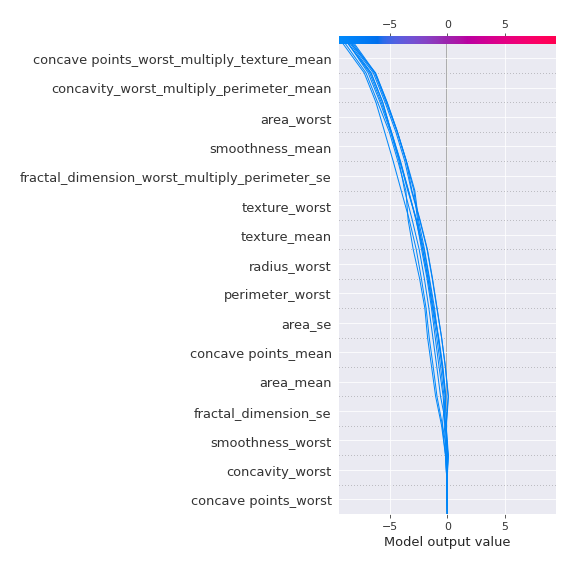 −5 0 5
concave points_worst_multiply_texture_mean
concavity_worst_multiply_perimeter_mean
area_worst
smoothness_mean
fractal_dimension_worst_multiply_perimeter_se
texture_worst
texture_mean
radius_worst
perimeter_worst
area_se
concave points_mean
area_mean
fractal_dimension_se
smoothness_worst
concavity_worst
concave points_worst
−5 0 5
Model output value